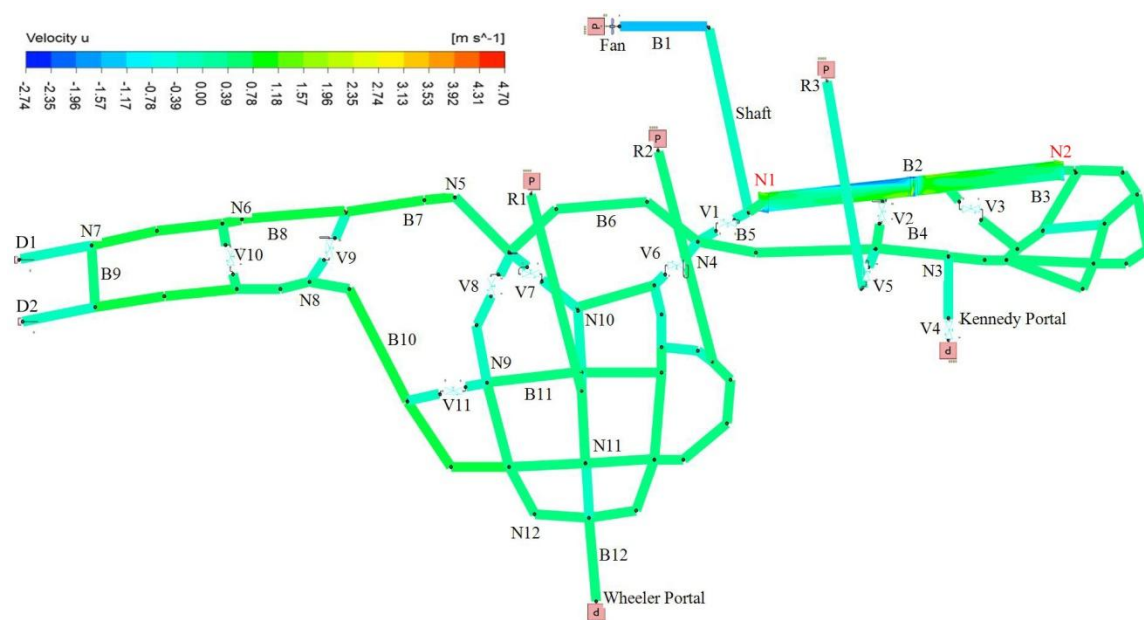 Velocity u
[m s^-1]
-2.74
-2.35
-1.96
-1.57
-1.17
-0.78
-0.39
0.00
0.39
0.78
1.18
1.57
1.96
2.35
2.74
3.13
3.53
3.92
4.31
4.70
P
Fan
B1
P
R3
Shaft
P
R2
P
R1
N1
B2
N2
N5
B7
B6
V1
B5
V2
B4
V3
B3
N6
B8
N7
D1
V10
V9
B9
V6
N4
V5
N3
V8
V7
D2
N8
N10
Kennedy Portal
V4
P
B10
N9
B11
V11
N11
N12
B12
Wheeler Portal
P